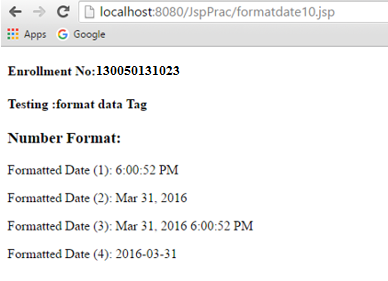 localhost:8080/JspPrac/formatdate10.jsp
Apps Google
Enrollment No:130050131023
Testing :format data Tag
Number Format:
Formatted Date (1): 6:00:52 PM
Formatted Date (2): Mar 31, 2016
Formatted Date (3): Mar 31, 2016 6:00:52 PM
Formatted Date (4): 2016-03-31